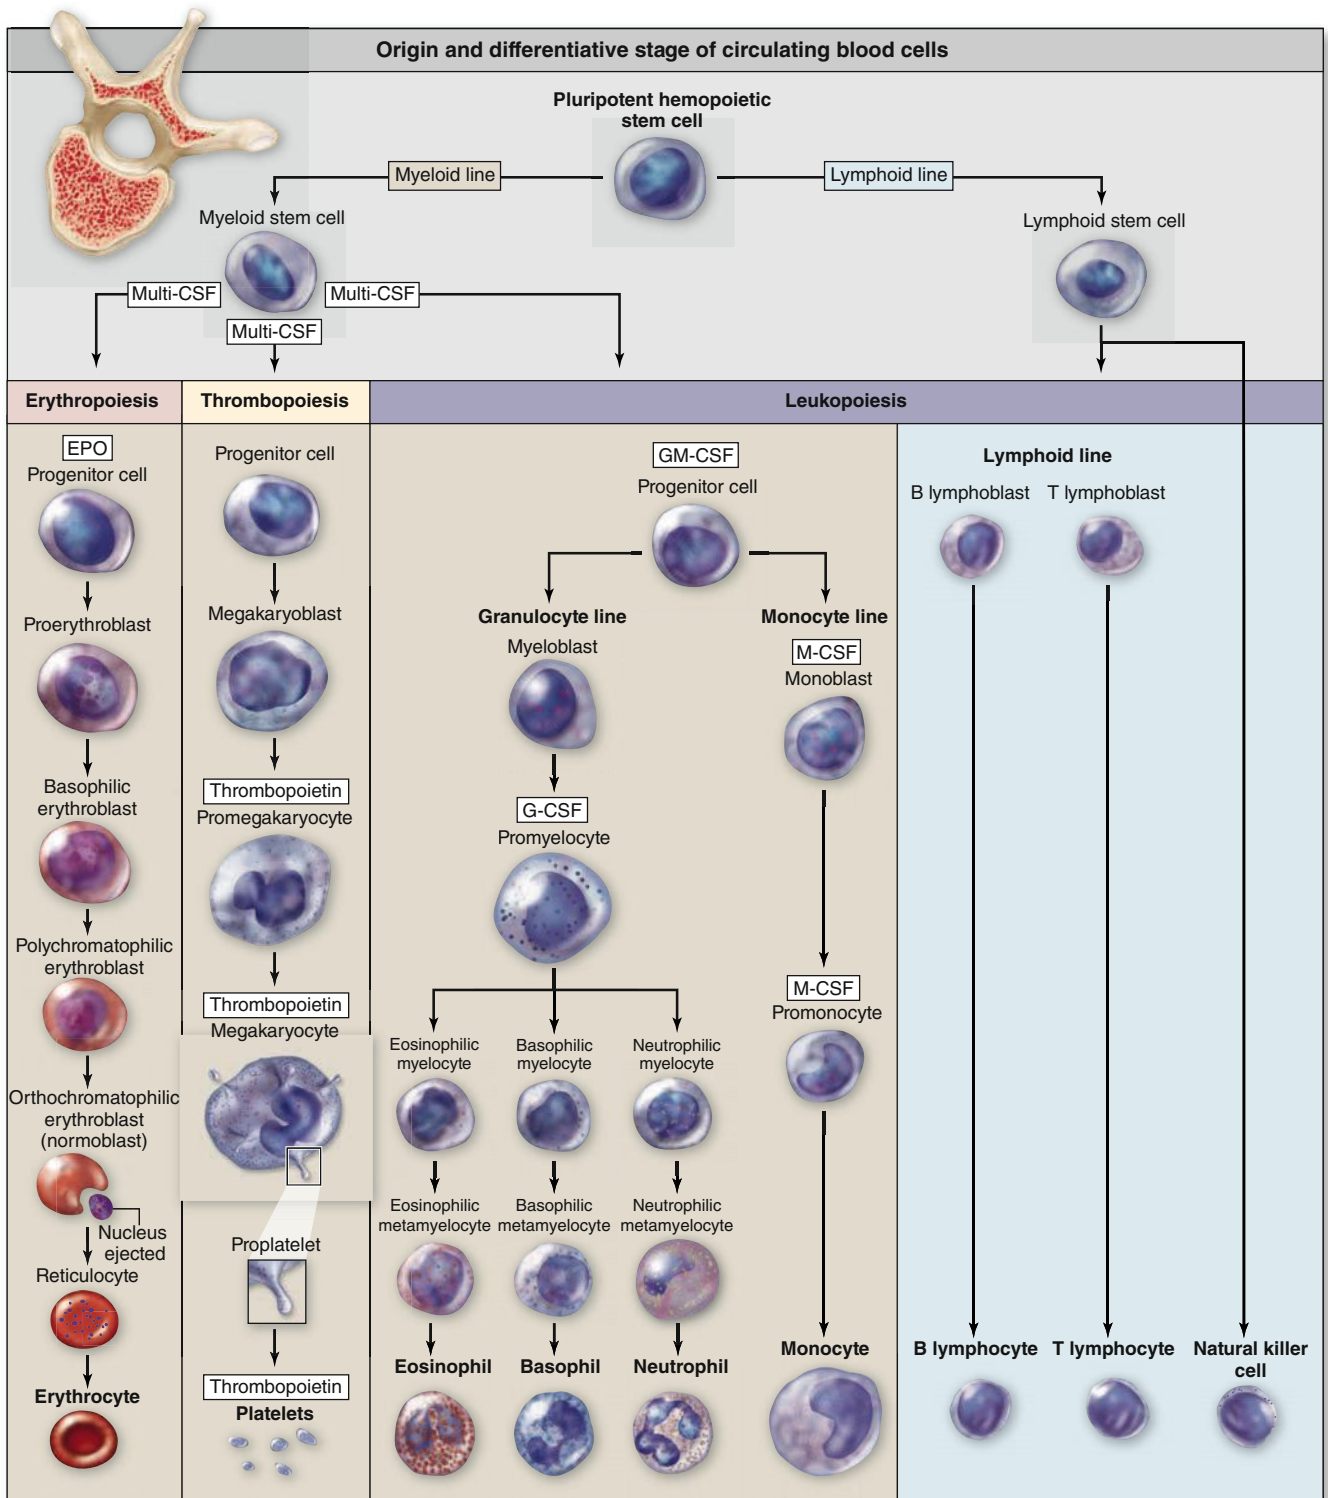 Origin and differentiative stage of circulating blood cells
Pluripotent hemopoietic
stem cell
Myeloid line
Lymphoid line
Myeloid stem cell
Lymphoid stem cell
Multi-CSF
Multi-CSF
Multi-CSF
Erythropoiesis
Thrombopoiesis
Leukopoiesis
EPO
Progenitor cell
Proerythroblast
Basophilic
erythroblast
Polychromatophilic
erythroblast
Orthochromatophilic
erythroblast
(normoblast)
Nucleus
ejected
Reticulocyte
Erythrocyte
Progenitor cell
Megakaryoblast
Thrombopoietin
Promegakaryocyte
Thrombopoietin
Megakaryocyte
Proplatelet
Thrombopoietin
Platelets
GM-CSF
Progenitor cell
Granulocyte line
Myeloblast
G-CSF
Promyelocyte
Eosinophilic
myelocyte
Basophilic
myelocyte
Neutrophilic
myelocyte
Eosinophilic
metamyelocyte
Basophilic
metamyelocyte
Neutrophilic
metamyelocyte
Eosinophil
Basophil
Neutrophil
Monocyte line
M-CSF
Monoblast
M-CSF
Promonocyte
Monocyte
Lymphoid line
B lymphoblast
T lymphoblast
B lymphocyte
T lymphocyte
Natural killer
cell